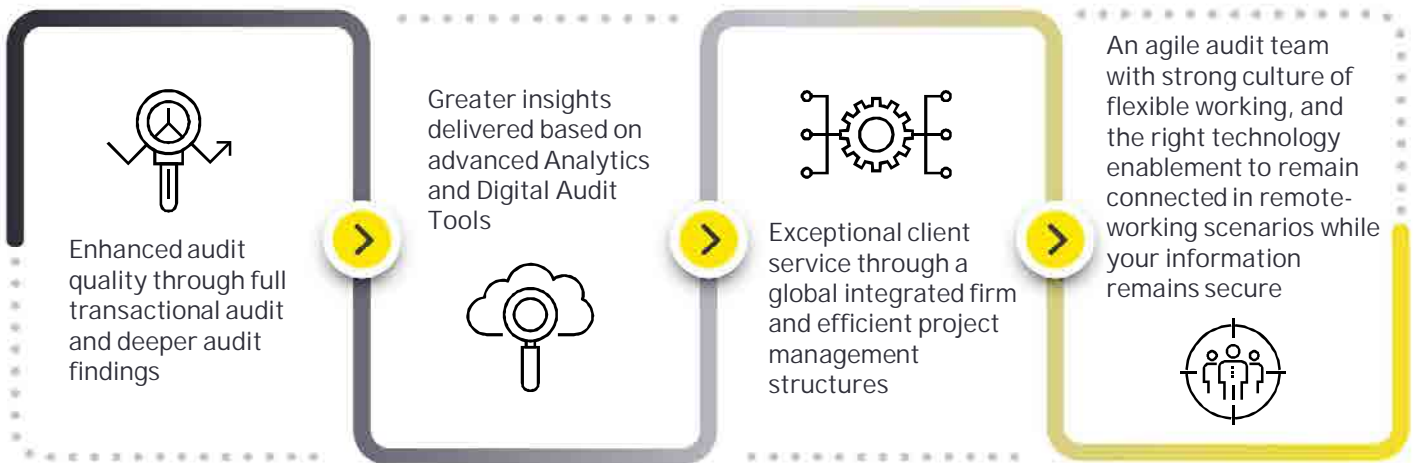 Enhanced audit
quality through full
transactional audit
and deeper audit
findings
Greater insights
delivered based on
advanced Analytics
and Digital Audit
Tools
Exceptional client
service through a
global integrated firm
and efficient project
management
structures
An agile audit team
with strong culture of
flexible working, and
the right technology
enablement to remain
connected in remote-
working scenarios while
your information
remains secure